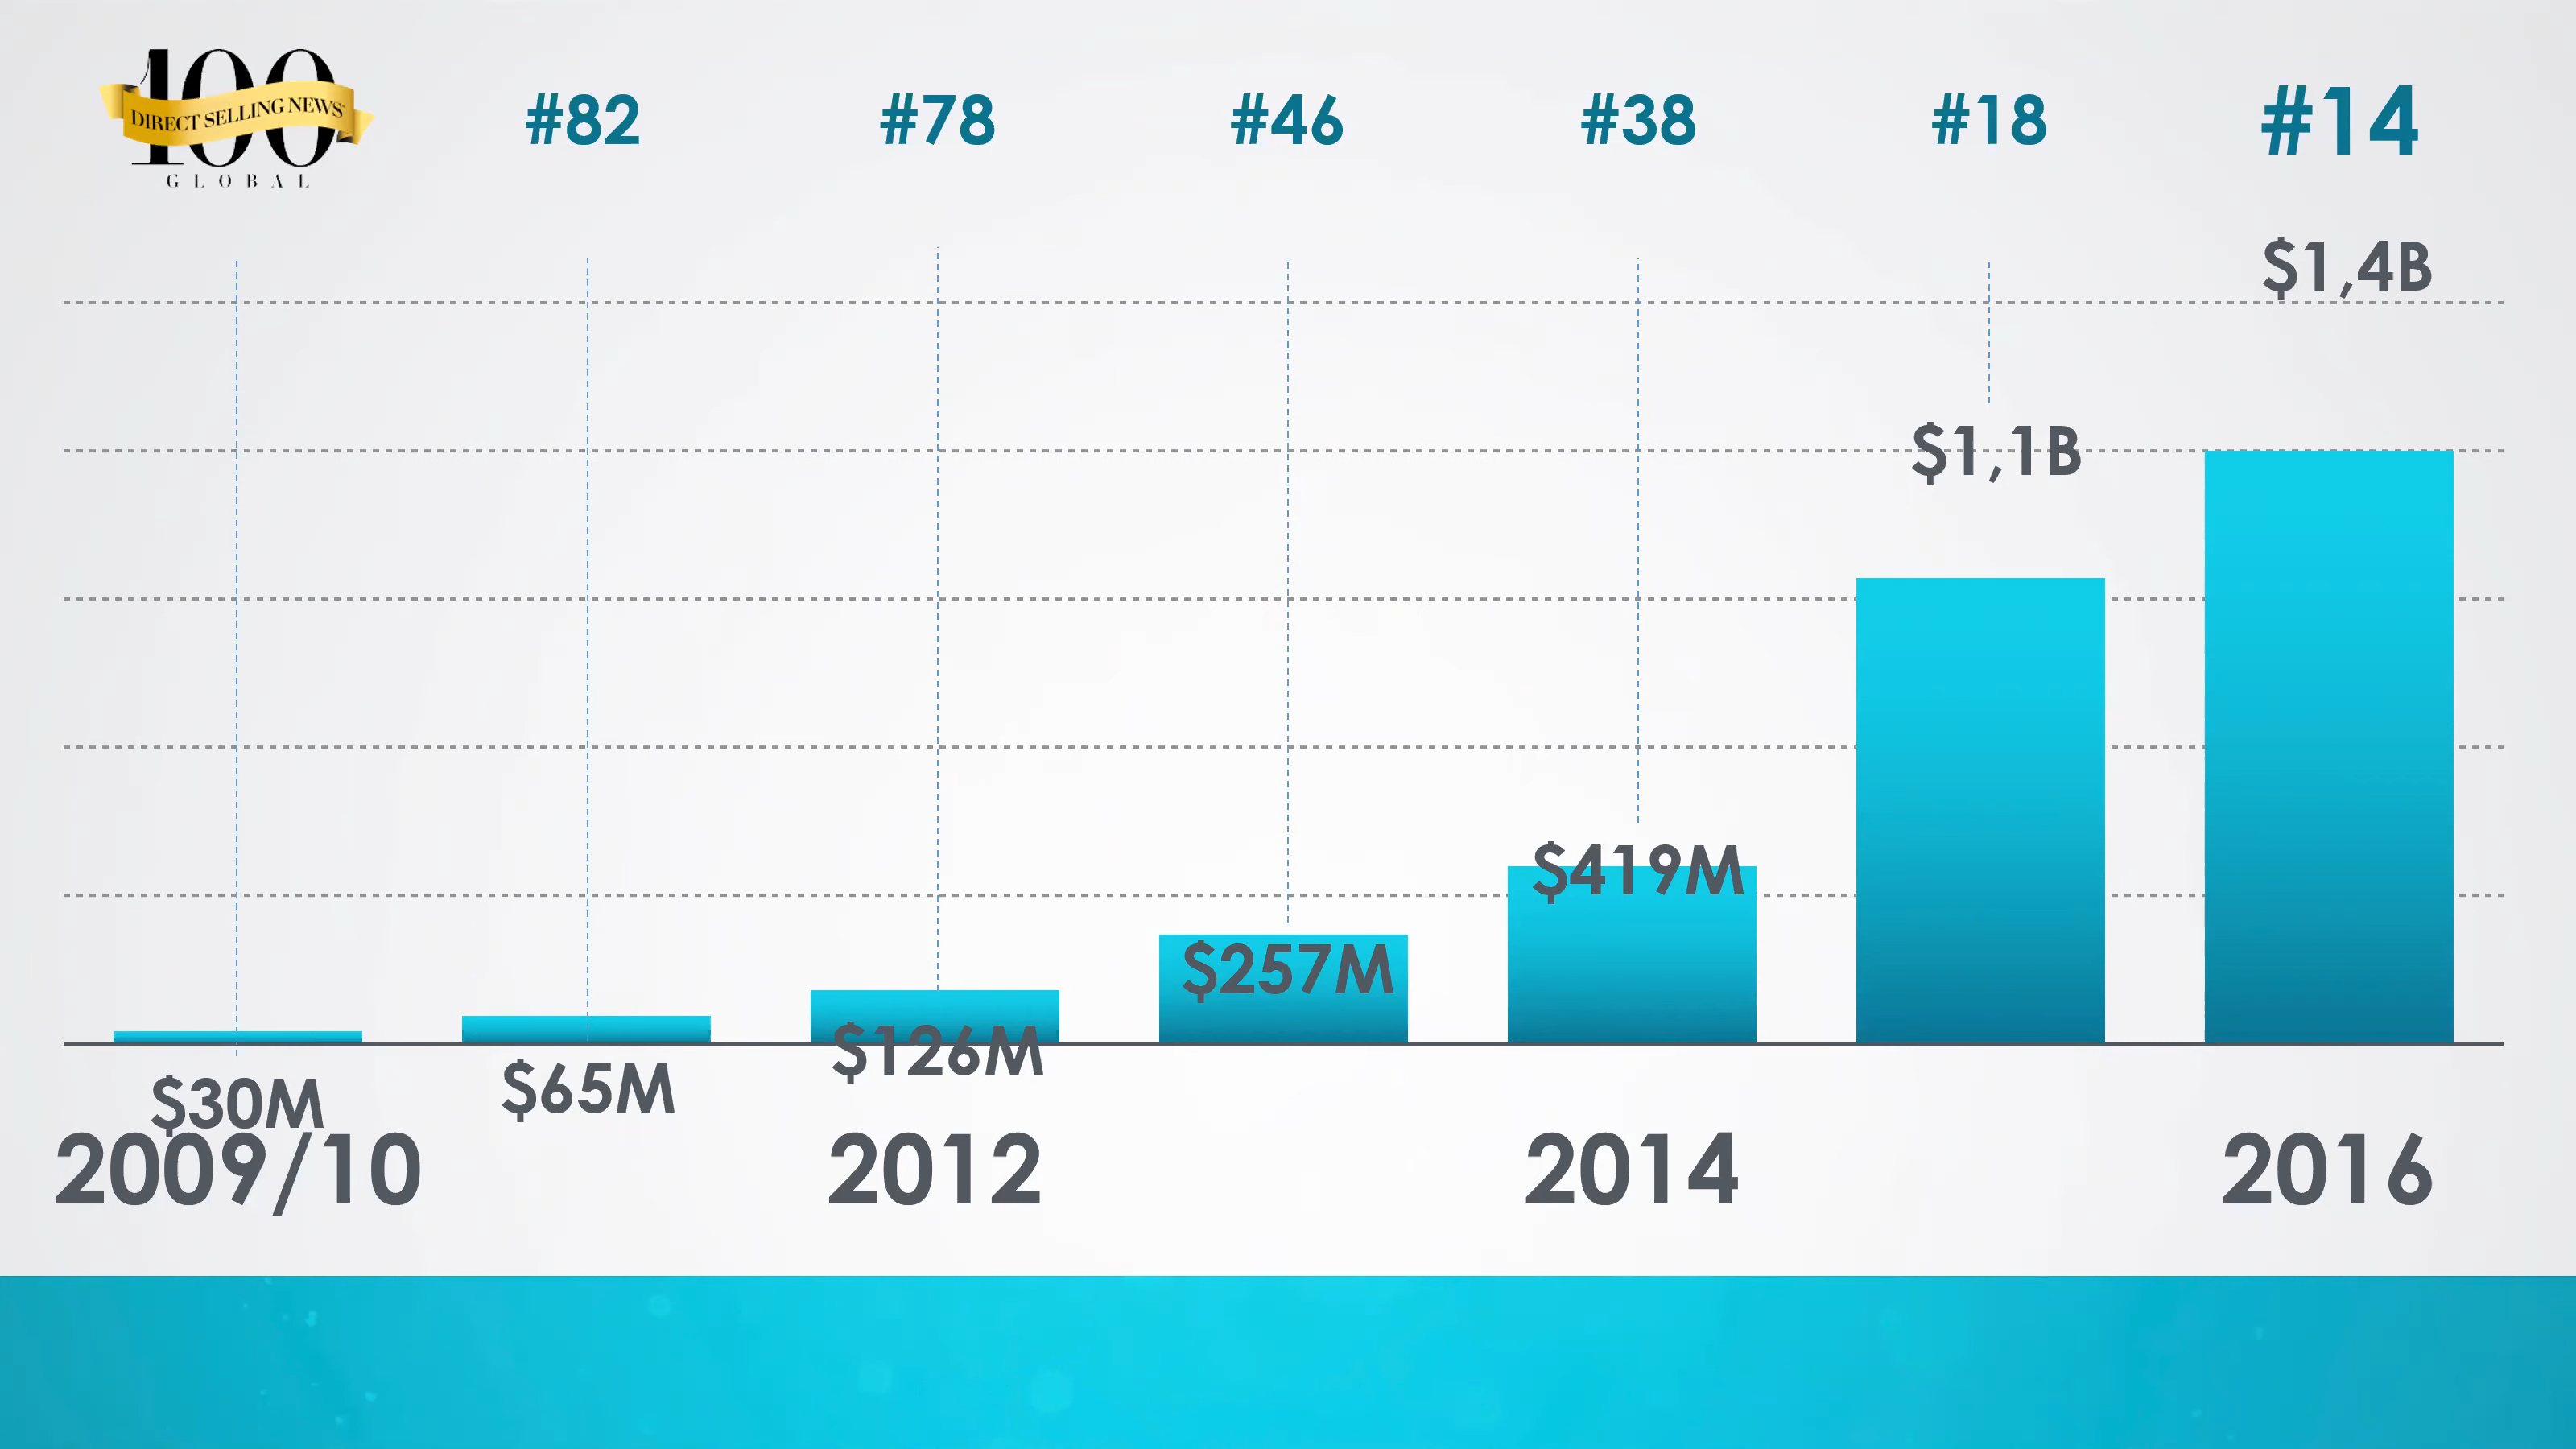 100
DIRECT SELLING NEWS
GLOBAL
#82
#78
#46
#38
#18
#14
$1,4B
$1,1B
$419M
$257M
$126M
$65M
$30M
2009/10
2012
2014
2016